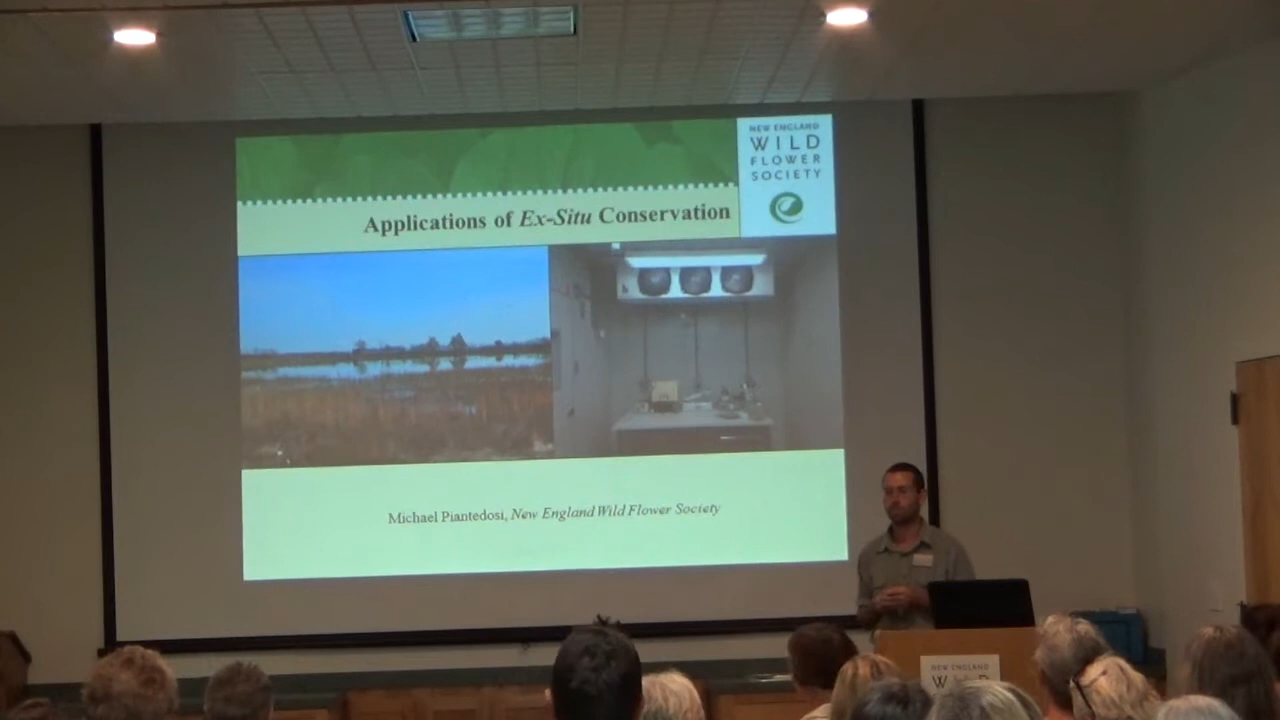 NEW ENGLAND
WILD
FLOWER
SOCIETY
Applications of Ex-Situ Conservation
Michael Piantedosi, New England Wild Flower Society
NEW ENGLAND